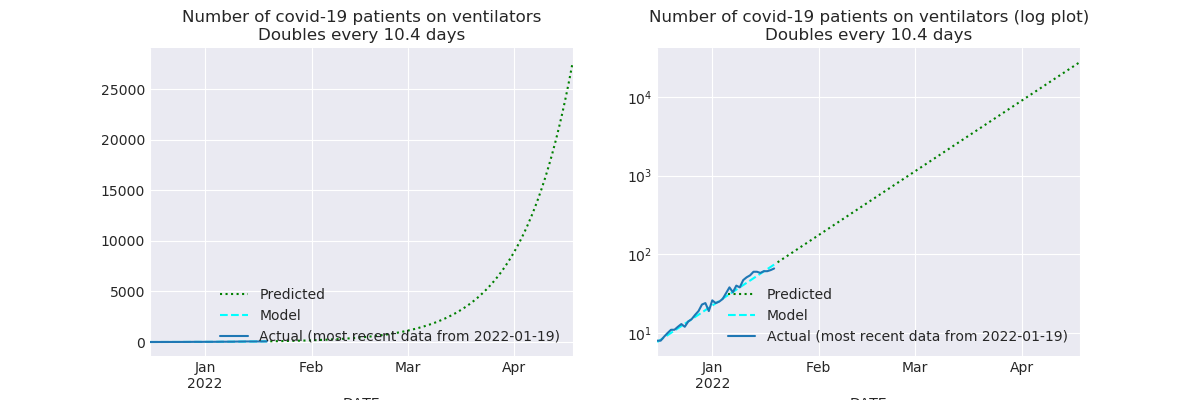 Number of covid-19 patients on ventilators
Doubles every 10.4 days
25000
20000
15000
10000
5000
0
Predicted
Model
Actual (most recent data from 2022-01-19)
Jan
2022
Feb
Mar
Apr
DATE
Number of covid-19 patients on ventilators (log plot)
Doubles every 10.4 days
10⁴
10³
10²
10¹
Predicted
Model
Actual (most recent data from 2022-01-19)
Jan
2022
Feb
Mar
Apr
DATE